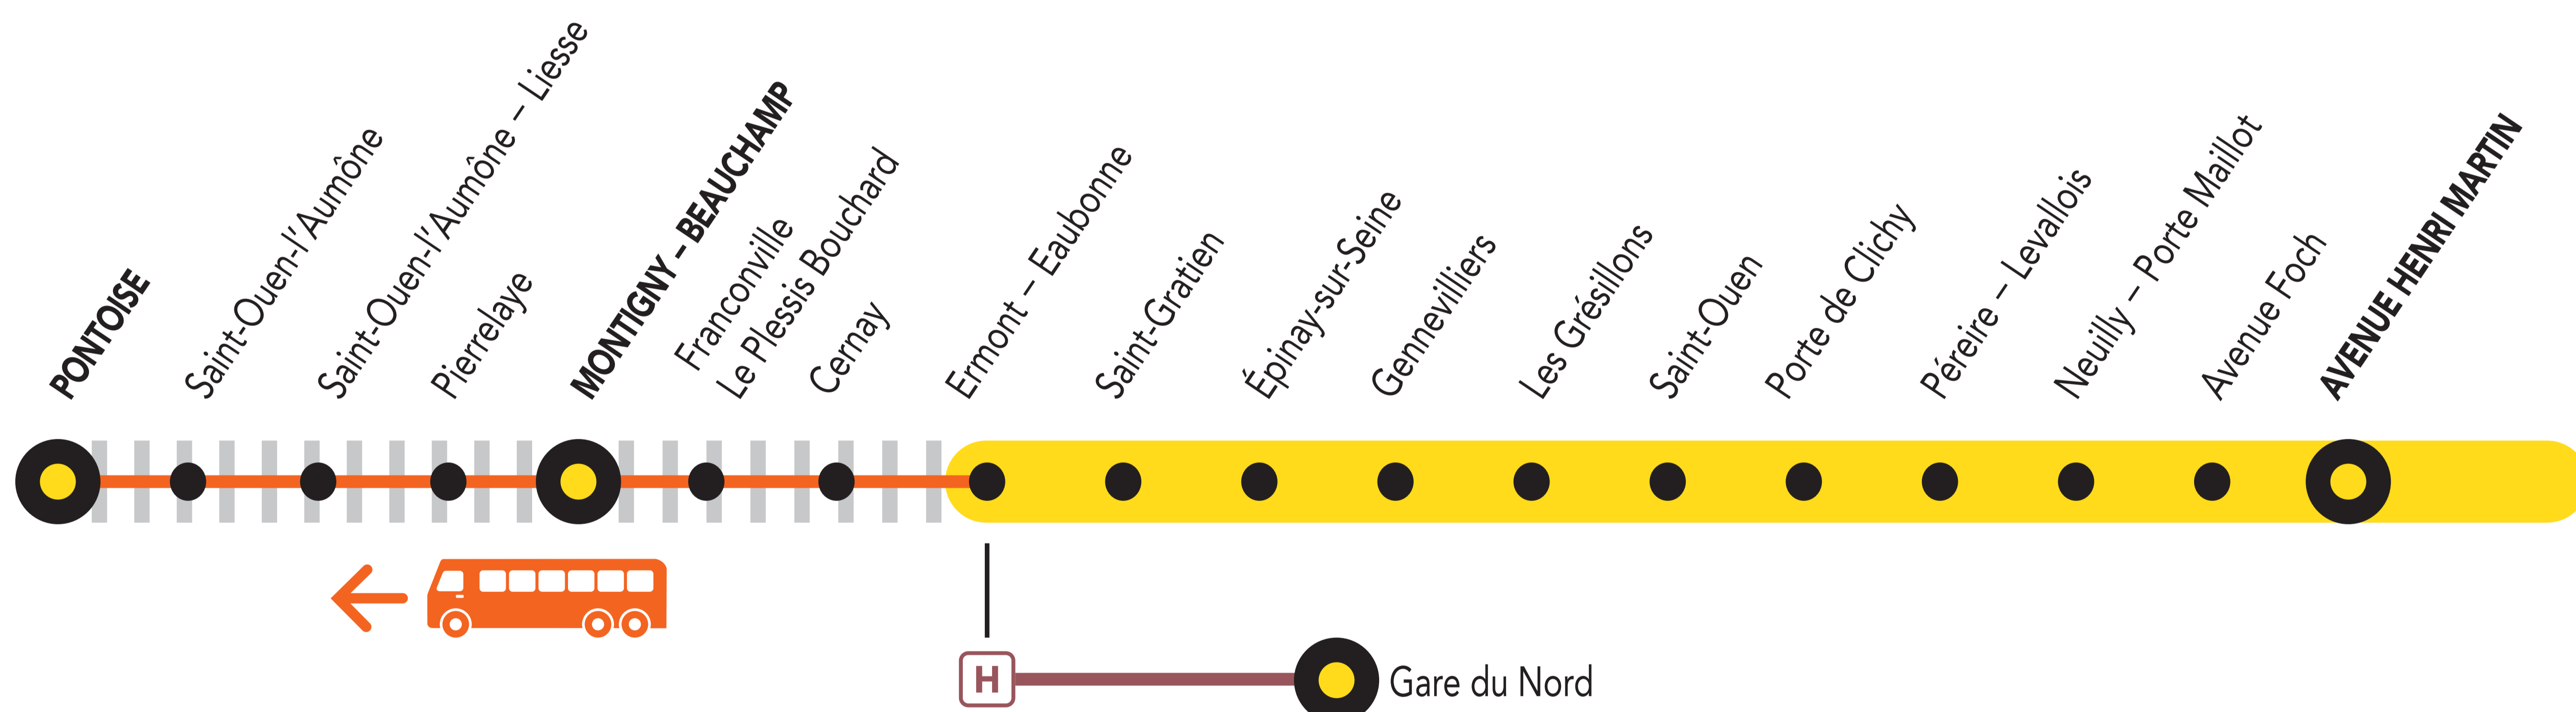 PONTOISE
Saint-Ouen-l'Aumône
Saint-Ouen-l'Aumône – Liesse
Pierrelaye
MONTIGNY – BEAUCHAMP
Franconville
Le Plessis Bouchard
Cernay
Ermont – Eaubonne
Saint-Gratien
Épinay-sur-Seine
Gennevilliers
Les Grésillons
Saint-Ouen
Porte de Clichy
Péreire – Levallois
Neuilly – Porte Maillot
Avenue Foch
AVENUE HENRI MARTIN
H
Gare du Nord